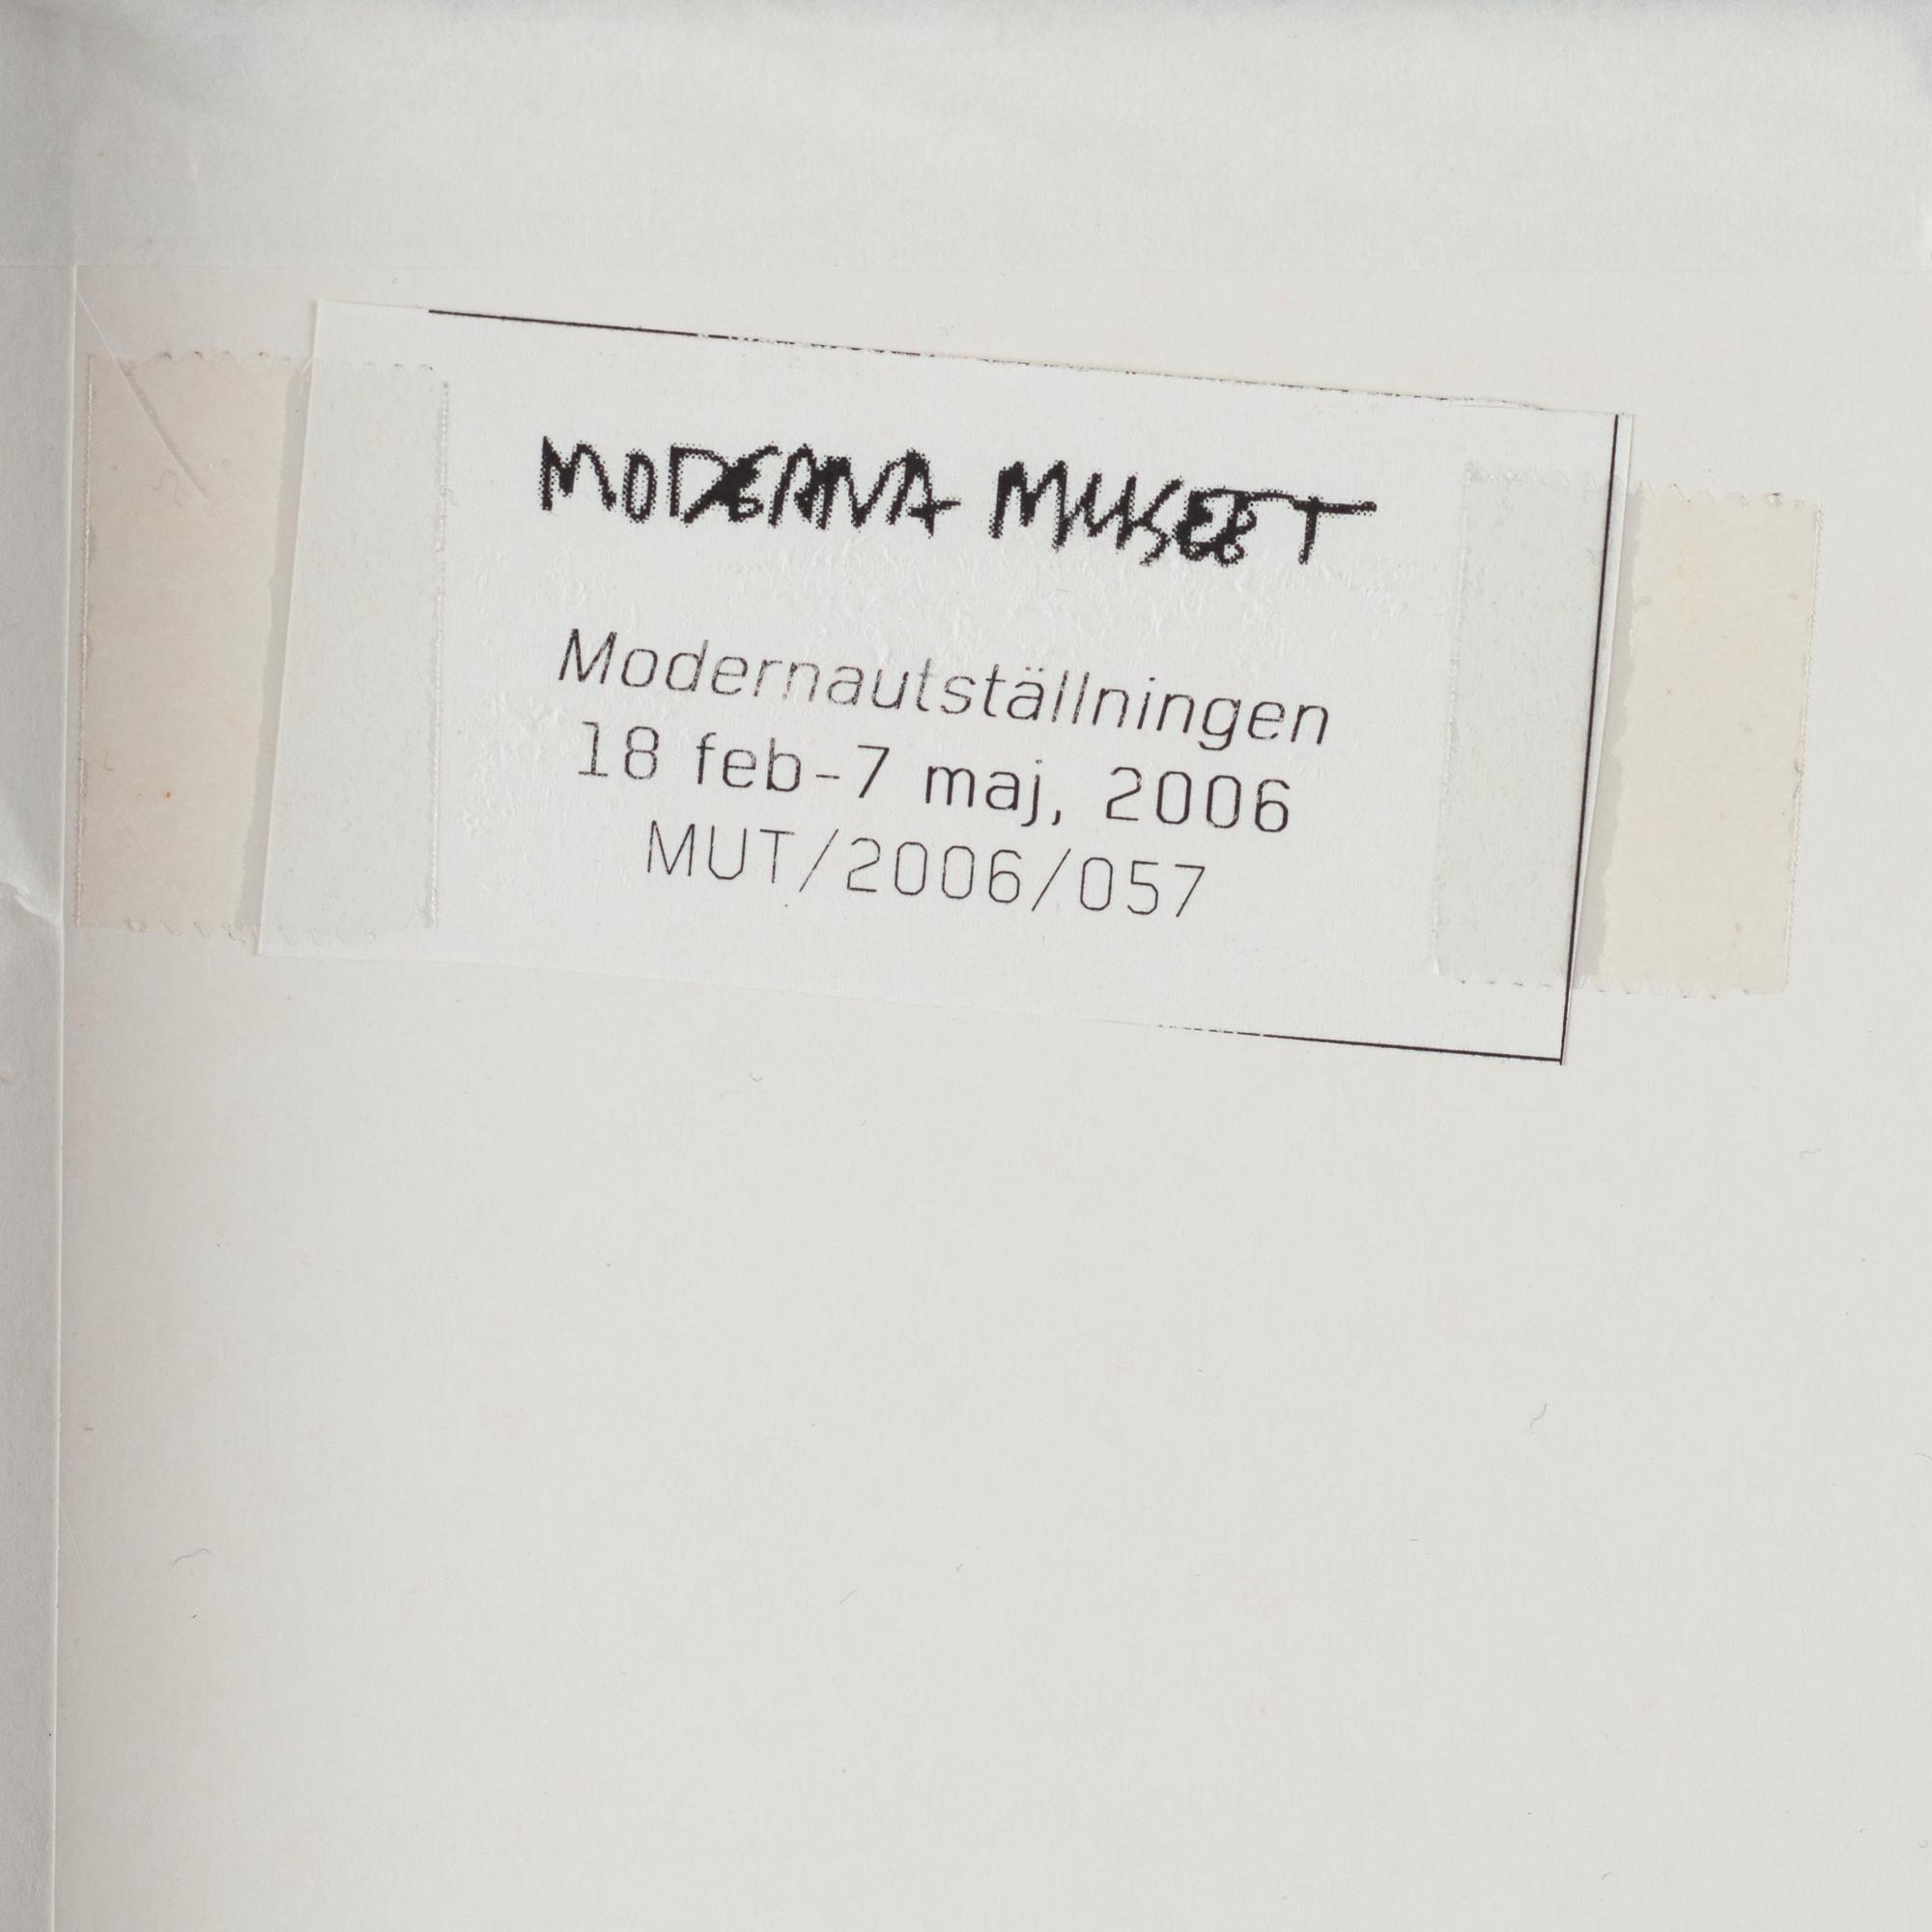 MODERNA MUSEET
Modernautställningen
18 feb-7 maj, 2006
MUT/2006/057